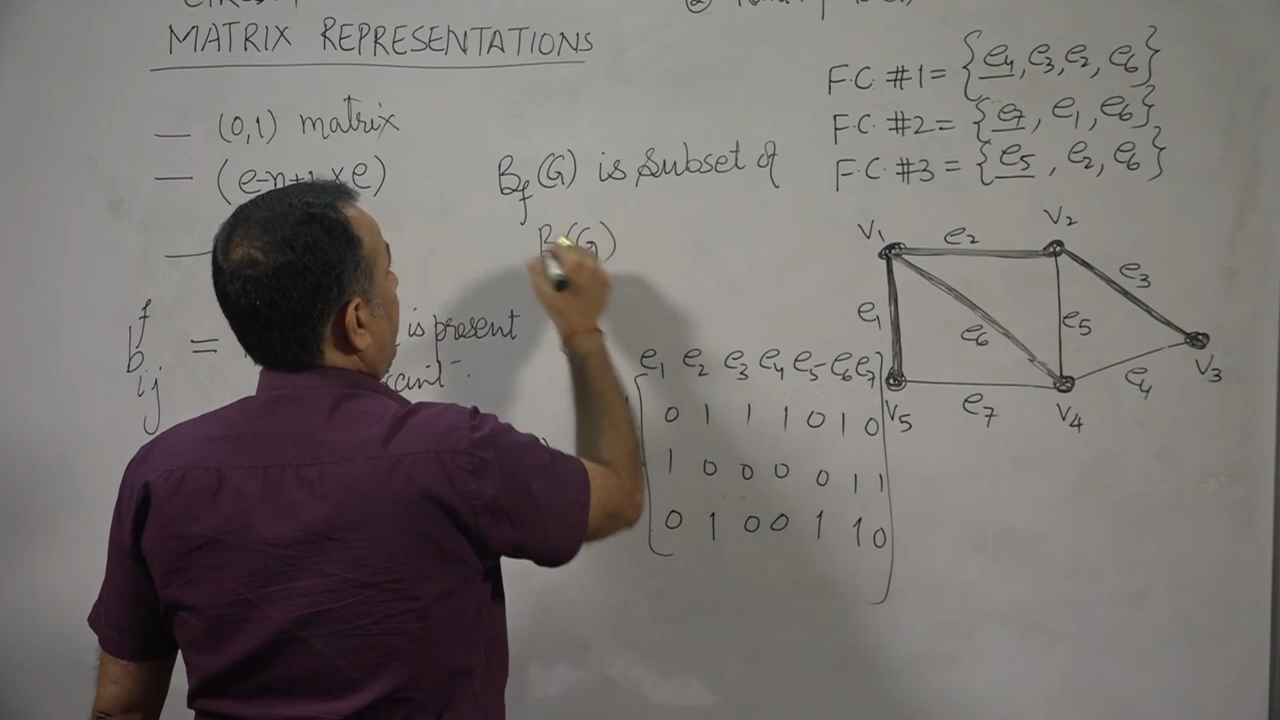 MATRIX REPRESENTATIONS
— (0,1) matrix
— (e-n+1 × e)
—
B_f(G) is subset of
B(G)
b^f_ij =
is present
F.C. #1 = {e4, e3, e2, e6}
F.C. #2 = {e7, e1, e6}
F.C. #3 = {e5, e2, e6}
V1 e2 V2
e3
e1 e6 e5
V3
e4
V5 e7 V4
e1 e2 e3 e4 e5 e6 e7
0 1 1 1 0 1 0
1 0 0 0 0 1 1
0 1 0 0 1 1 0